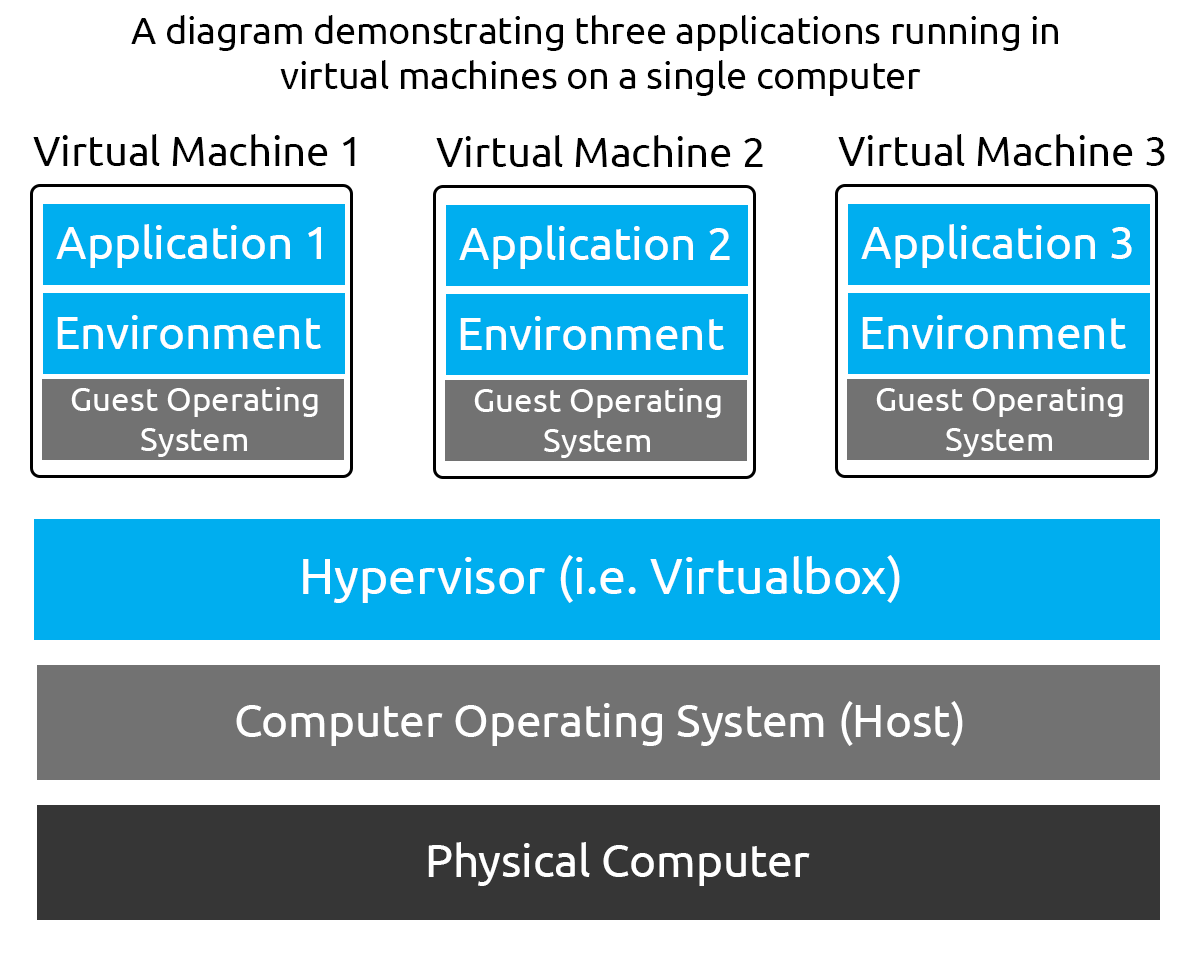 A diagram demonstrating three applications running in
virtual machines on a single computer
Virtual Machine 1
Application 1
Environment
Guest Operating
System
Virtual Machine 2
Application 2
Environment
Guest Operating
System
Virtual Machine 3
Application 3
Environment
Guest Operating
System
Hypervisor (i.e. Virtualbox)
Computer Operating System (Host)
Physical Computer